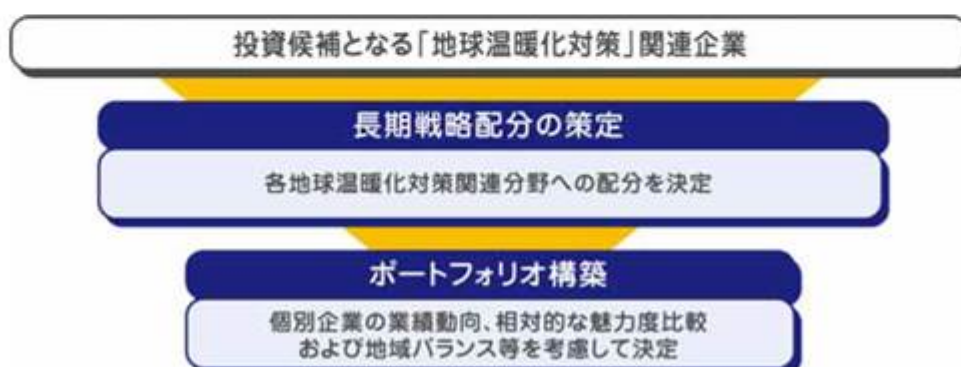 投資候補となる「地球温暖化対策」関連企業
長期戦略配分の策定
各地球温暖化対策関連分野への配分を決定
ポートフォリオ構築
個別企業の業績動向、相対的な魅力度比較
および地域バランス等を考慮して決定